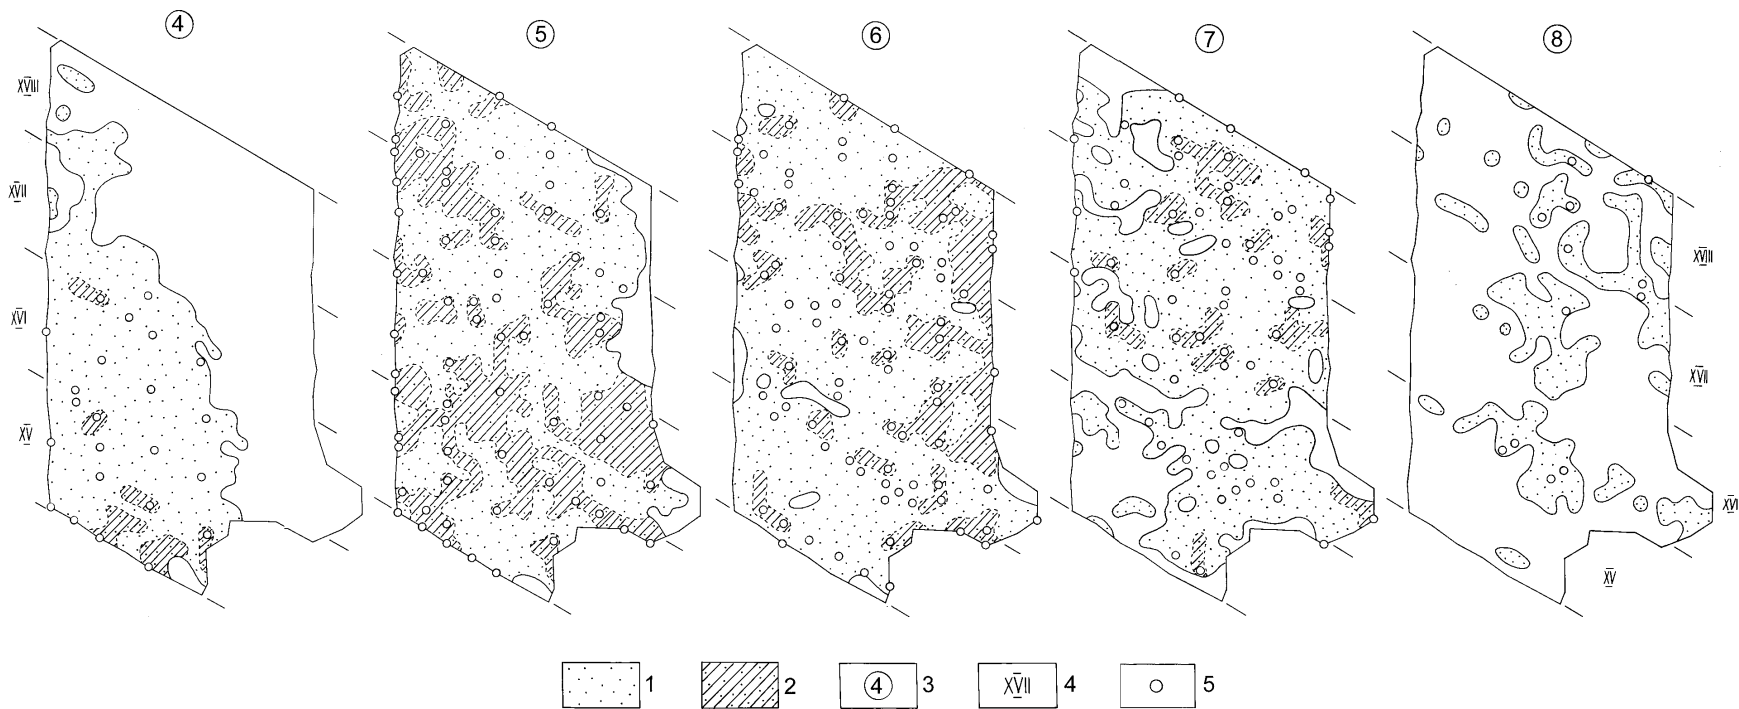 ④ ⑤ ⑥ ⑦ ⑧
XVIII
XVII
XVI
XV
XVIII
XVII
XVI
XV
1 2 ④ 3 XVII 4 5